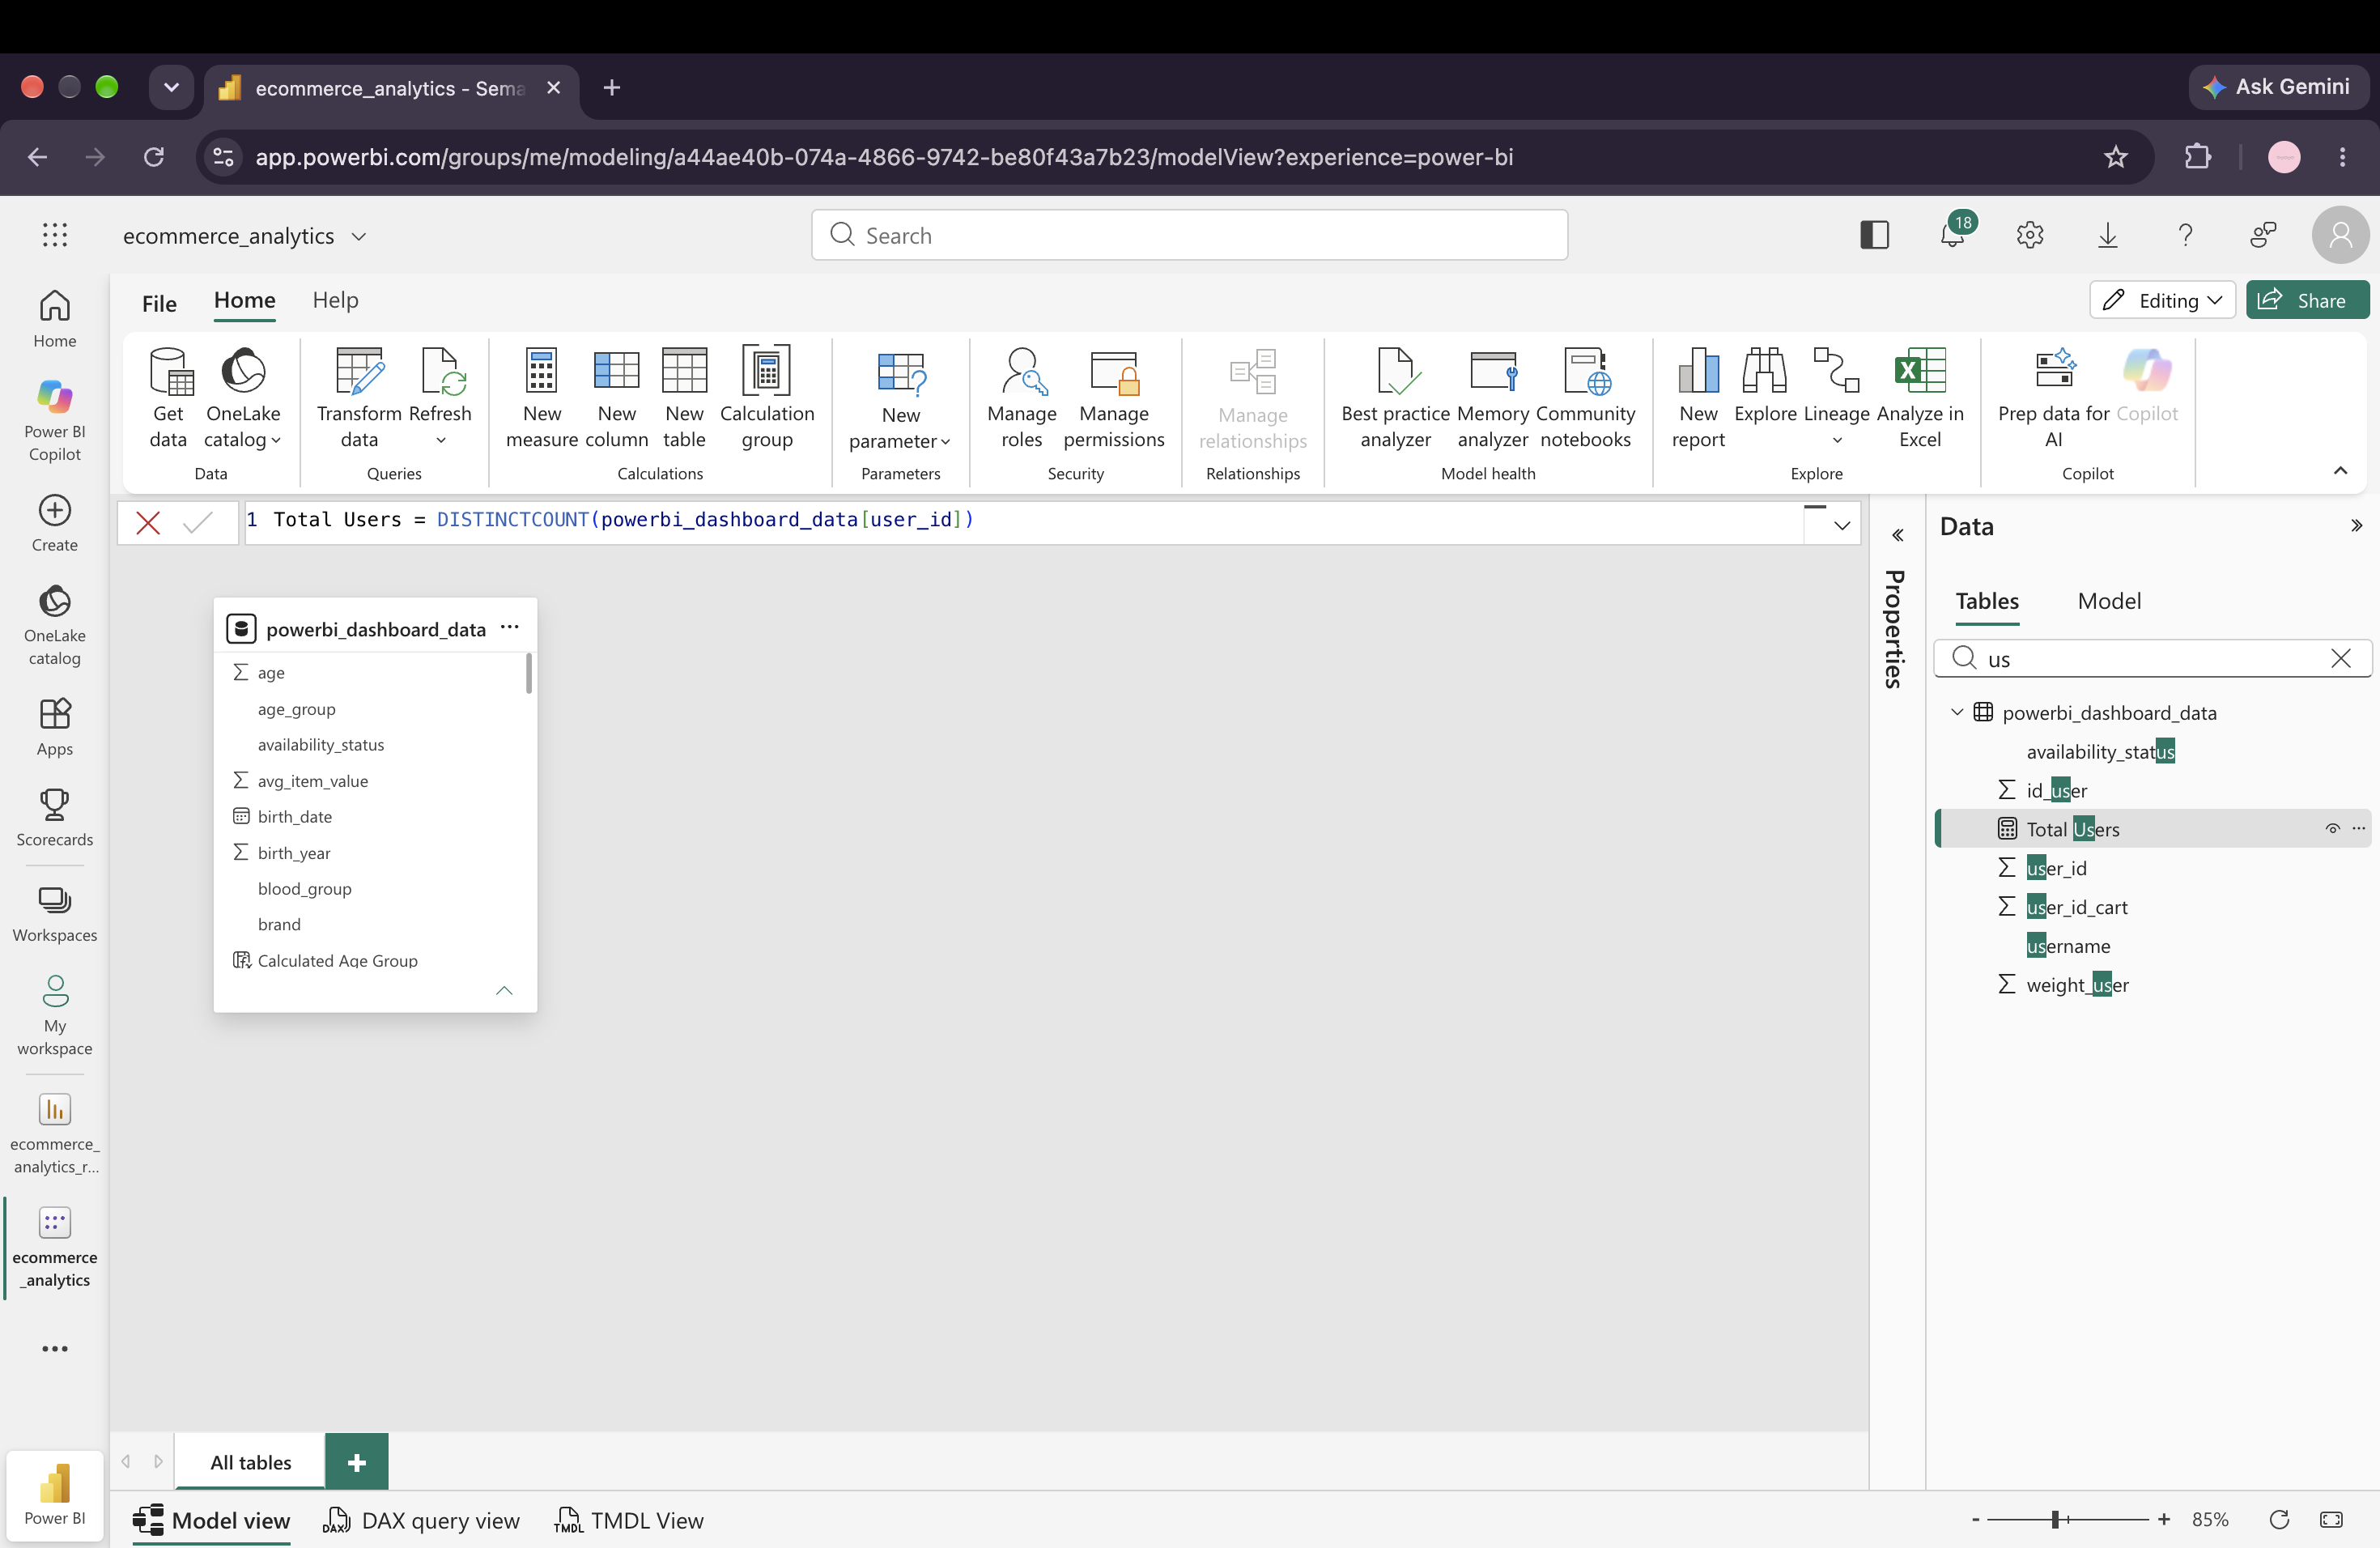 ecommerce_analytics - Sema
Ask Gemini
app.powerbi.com/groups/me/modeling/a44ae40b-074a-4866-9742-be80f43a7b23/modelView?experience=power-bi
ecommerce_analytics
Search
18
File
Home
Help
Editing
Share
Get data
OneLake catalog
Data
Transform data
Refresh
Queries
New measure
New column
New table
Calculation group
Calculations
New parameter
Parameters
Manage roles
Manage permissions
Security
Manage relationships
Relationships
Best practice analyzer
Memory analyzer
Community notebooks
Model health
New report
Explore
Lineage
Analyze in Excel
Explore
Prep data for AI
Copilot
Copilot
Home
Power BI Copilot
Create
OneLake catalog
Apps
Scorecards
Workspaces
My workspace
ecommerce_analytics_r...
ecommerce_analytics
Power BI
1 Total Users = DISTINCTCOUNT(powerbi_dashboard_data[user_id])
powerbi_dashboard_data
age
age_group
availability_status
avg_item_value
birth_date
birth_year
blood_group
brand
Calculated Age Group
Properties
Data
Tables
Model
us
powerbi_dashboard_data
availability_status
id_user
Total Users
user_id
user_id_cart
username
weight_user
All tables
Model view
DAX
DAX query view
TMDL
TMDL View
- + 85%